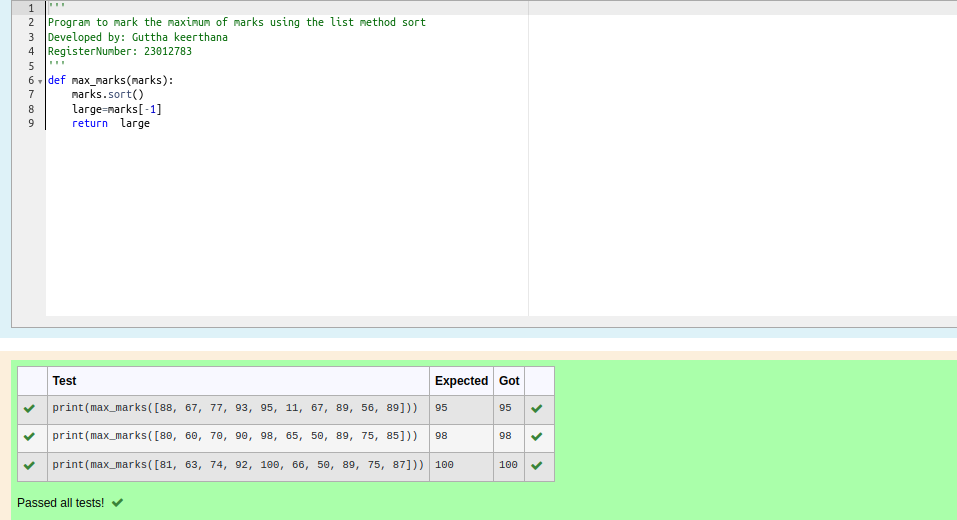 1 '''
2 Program to mark the maximum of marks using the list method sort
3 Developed by: Guttha keerthana
4 RegisterNumber: 23012783
5 '''
6 def max_marks(marks):
7     marks.sort()
8     large=marks[-1]
9     return  large
Test Expected Got
print(max_marks([88, 67, 77, 93, 95, 11, 67, 89, 56, 89])) 95 95
print(max_marks([80, 60, 70, 90, 98, 65, 50, 89, 75, 85])) 98 98
print(max_marks([81, 63, 74, 92, 100, 66, 50, 89, 75, 87])) 100 100
Passed all tests!